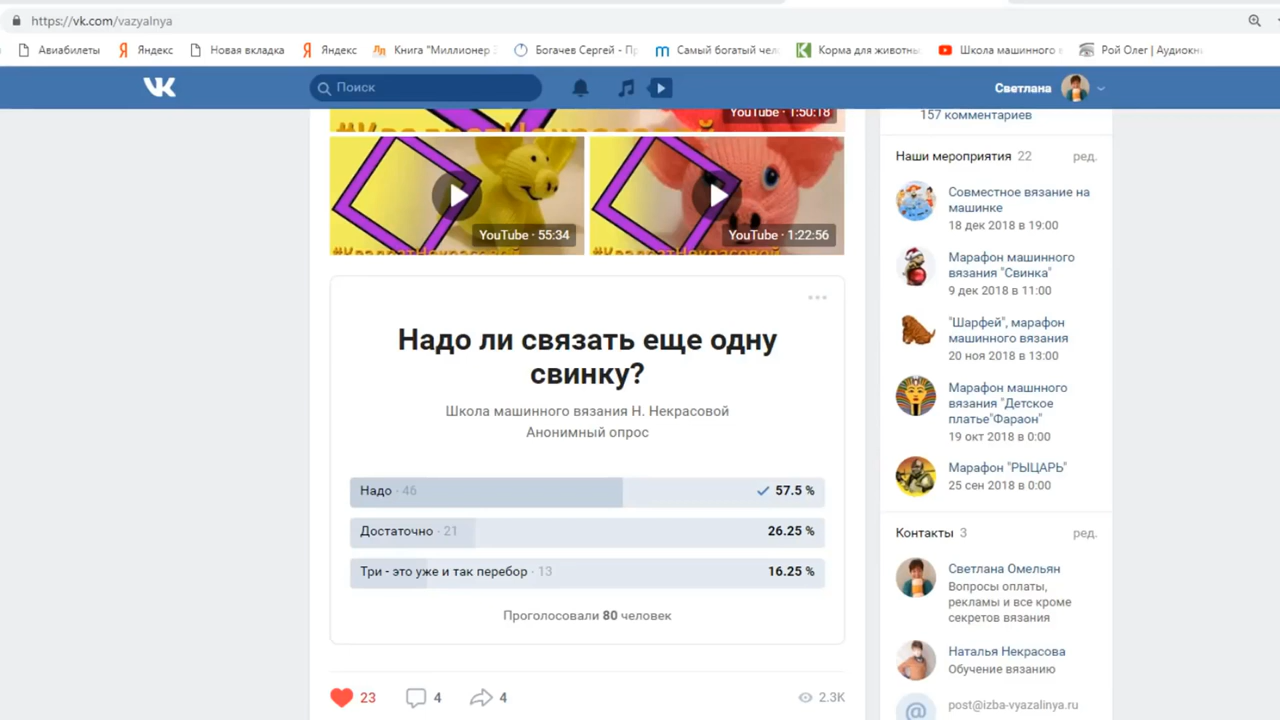 https://vk.com/vazyalnya
Авиабилеты
Яндекс
Новая вкладка
Яндекс
Книга "Миллионер
Богачев Сергей - Пр
Самый богатый чел
Корма для животны
Школа машинного
Рой Олег | Аудиокн
Поиск
Светлана
YouTube · 1:50:18
#КвадратНекрасовой
YouTube · 55:34
#КвадратНекрасовой
YouTube · 1:22:56
#КвадратНекрасовой
Надо ли связать еще одну
свинку?
Школа машинного вязания Н. Некрасовой
Анонимный опрос
Надо · 46
57.5 %
Достаточно · 21
26.25 %
Три - это уже и так перебор · 13
16.25 %
Проголосовали 80 человек
23
4
4
2.3K
157 комментариев
Наши мероприятия 22
ред.
Совместное вязание на
машинке
18 дек 2018 в 19:00
Марафон машинного
вязания "Свинка"
9 дек 2018 в 11:00
"Шарфей", марафон
машинного вязания
20 ноя 2018 в 13:00
Марафон машнного
вязания "Детское
платье"Фараон"
19 окт 2018 в 0:00
Марафон "РЫЦАРЬ"
25 сен 2018 в 0:00
Контакты 3
ред.
Светлана Омельян
Вопросы оплаты,
рекламы и все кроме
секретов вязания
Наталья Некрасова
Обучение вязанию
post@izba-vyazalinya.ru